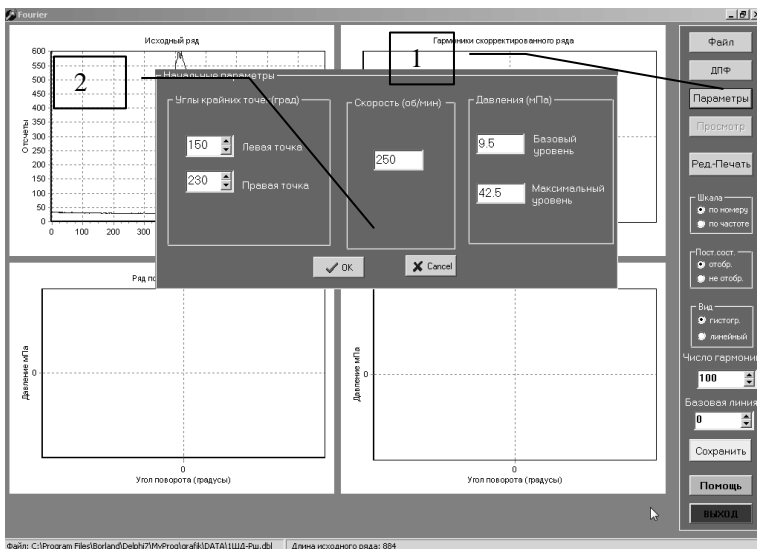 Fourier
Исходный ряд
Гармоники скорректированного ряда
1
2
600
550
500
450
400
350
300
250
200
150
100
50
0
Отсчеты
0 100 200 300
Начальные параметры
Углы крайних точек (град)
150 Левая точка
230 Правая точка
Скорость (об/мин)
250
Давления (мПа)
9.5 Базовый уровень
42.5 Максимальный уровень
OK
Cancel
Ряд по
0
Давление мПа
0
Угол поворота (градусы)
0
Давление мПа
0
Угол поворота (градусы)
Файл
ДПФ
Параметры
Просмотр
Ред.-Печать
Шкала
по номеру
по частоте
Пост.сост.
отобр.
не отобр.
Вид
гистогр.
линейный
Число гармони
100
Базовая линия
0
Сохранить
Помощь
ВЫХОД
Файл: C:\Program Files\Borland\Delphi7\MyProg\grafik\DATA\1ШД-Рш.dbl
Длина исходного ряда: 884